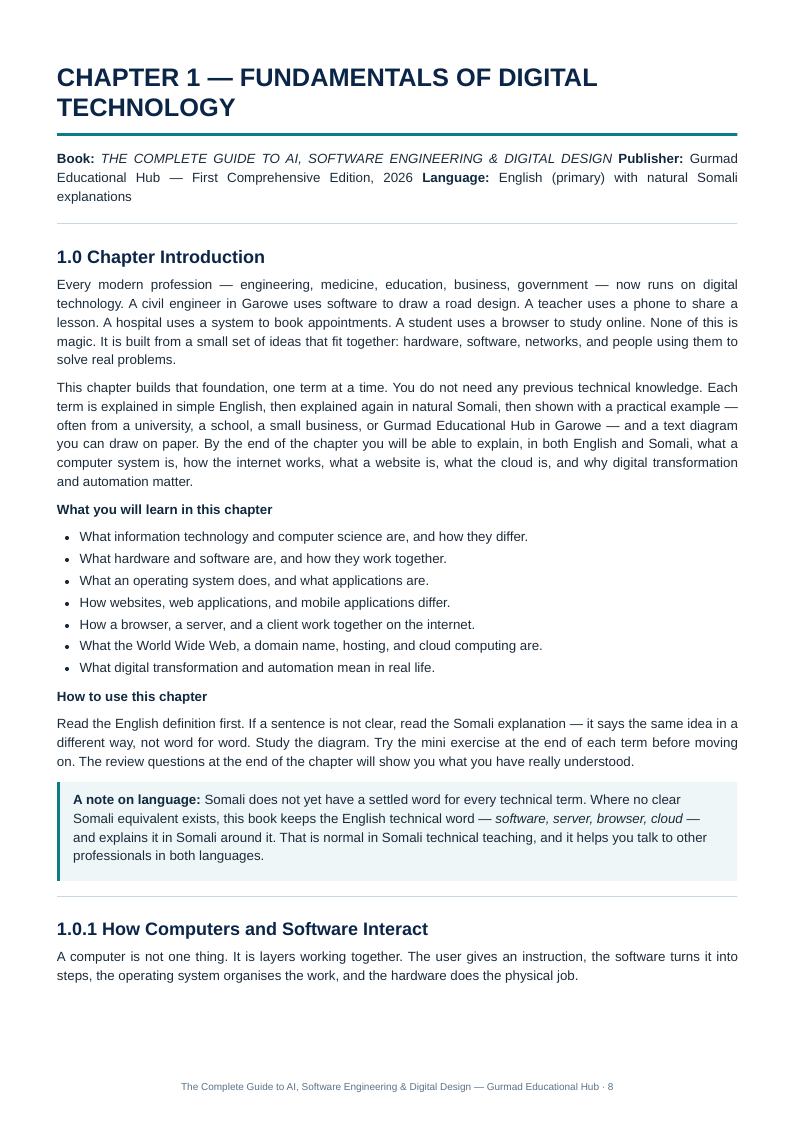 CHAPTER 1 — FUNDAMENTALS OF DIGITAL
TECHNOLOGY
Book: THE COMPLETE GUIDE TO AI, SOFTWARE ENGINEERING & DIGITAL DESIGN Publisher: Gurmad
Educational Hub — First Comprehensive Edition, 2026 Language: English (primary) with natural Somali
explanations
1.0 Chapter Introduction
Every modern profession — engineering, medicine, education, business, government — now runs on digital
technology. A civil engineer in Garowe uses software to draw a road design. A teacher uses a phone to share a
lesson. A hospital uses a system to book appointments. A student uses a browser to study online. None of this is
magic. It is built from a small set of ideas that fit together: hardware, software, networks, and people using them to
solve real problems.
This chapter builds that foundation, one term at a time. You do not need any previous technical knowledge. Each
term is explained in simple English, then explained again in natural Somali, then shown with a practical example —
often from a university, a school, a small business, or Gurmad Educational Hub in Garowe — and a text diagram
you can draw on paper. By the end of the chapter you will be able to explain, in both English and Somali, what a
computer system is, how the internet works, what a website is, what the cloud is, and why digital transformation
and automation matter.
What you will learn in this chapter
• What information technology and computer science are, and how they differ.
• What hardware and software are, and how they work together.
• What an operating system does, and what applications are.
• How websites, web applications, and mobile applications differ.
• How a browser, a server, and a client work together on the internet.
• What the World Wide Web, a domain name, hosting, and cloud computing are.
• What digital transformation and automation mean in real life.
How to use this chapter
Read the English definition first. If a sentence is not clear, read the Somali explanation — it says the same idea in a
different way, not word for word. Study the diagram. Try the mini exercise at the end of each term before moving
on. The review questions at the end of the chapter will show you what you have really understood.
A note on language: Somali does not yet have a settled word for every technical term. Where no clear
Somali equivalent exists, this book keeps the English technical word — software, server, browser, cloud —
and explains it in Somali around it. That is normal in Somali technical teaching, and it helps you talk to other
professionals in both languages.
1.0.1 How Computers and Software Interact
A computer is not one thing. It is layers working together. The user gives an instruction, the software turns it into
steps, the operating system organises the work, and the hardware does the physical job.
The Complete Guide to AI, Software Engineering & Digital Design — Gurmad Educational Hub · 8